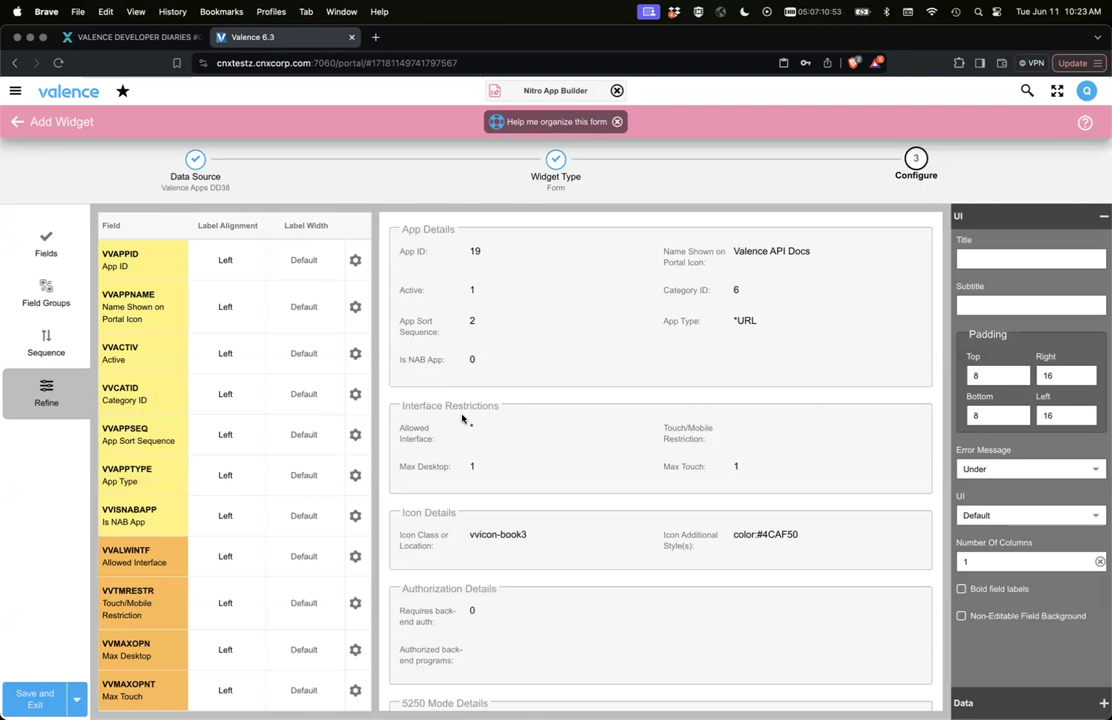 Brave File Edit View History Bookmarks Profiles Tab Window Help
05:07:10:53
Tue Jun 11 10:23 AM
VALENCE DEVELOPER DIARIES #
Valence 6.3
cnxtestz.cnxcorp.com:7060/portal/#17181149741797567
VPN
Update
valence
Nitro App Builder
Q
Add Widget
Help me organize this form
Data Source
Valence Apps DD38
Widget Type
Form
3
Configure
Fields
Field Groups
Sequence
Refine
Save and Exit
Field Label Alignment Label Width
VVAPPID
App ID
Left Default
VVAPPNAME
Name Shown on
Portal Icon
Left Default
VVACTIV
Active
Left Default
VVCATID
Category ID
Left Default
VVAPPSEQ
App Sort Sequence
Left Default
VVAPPTYPE
App Type
Left Default
VVISNABAPP
Is NAB App
Left Default
VVALWINTF
Allowed Interface
Left Default
VVTMRESTR
Touch/Mobile
Restriction
Left Default
VVMAXOPN
Max Desktop
Left Default
VVMAXOPNT
Max Touch
Left Default
App Details
App ID: 19
Name Shown on
Portal Icon: Valence API Docs
Active: 1
Category ID: 6
App Sort
Sequence: 2
App Type: *URL
Is NAB App: 0
Interface Restrictions
Allowed
Interface: *
Touch/Mobile
Restriction:
Max Desktop: 1
Max Touch: 1
Icon Details
Icon Class or
Location: vvicon-book3
Icon Additional
Style(s): color:#4CAF50
Authorization Details
Requires back-
end auth: 0
Authorized back-
end programs:
5250 Mode Details
UI
Title
Subtitle
Padding
Top Right
8 16
Bottom Left
8 16
Error Message
Under
UI
Default
Number Of Columns
1
Bold field labels
Non-Editable Field Background
Data